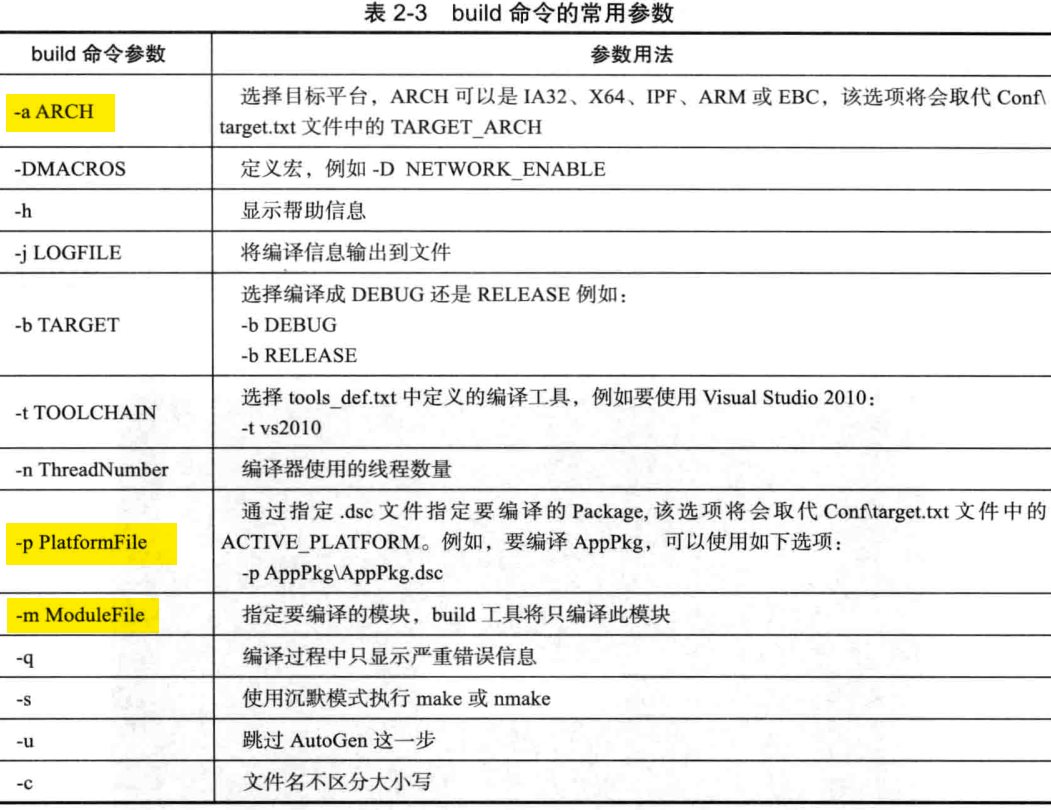 表 2-3 build 命令的常用参数
build 命令参数 参数用法
-a ARCH 选择目标平台，ARCH 可以是 IA32、X64、IPF、ARM 或 EBC，该选项将会取代 Conf\
target.txt 文件中的 TARGET_ARCH
-DMACROS 定义宏，例如 -D NETWORK_ENABLE
-h 显示帮助信息
-j LOGFILE 将编译信息输出到文件
-b TARGET 选择编译成 DEBUG 还是 RELEASE 例如：
-b DEBUG
-b RELEASE
-t TOOLCHAIN 选择 tools_def.txt 中定义的编译工具，例如要使用 Visual Studio 2010：
-t vs2010
-n ThreadNumber 编译器使用的线程数量
-p PlatformFile 通过指定 .dsc 文件指定要编译的 Package,该选项将会取代 Conf\target.txt 文件中的
ACTIVE_PLATFORM。例如，要编译 AppPkg，可以使用如下选项：
-p AppPkg\AppPkg.dsc
-m ModuleFile 指定要编译的模块，build 工具将只编译此模块
-q 编译过程中只显示严重错误信息
-s 使用沉默模式执行 make 或 nmake
-u 跳过 AutoGen 这一步
-c 文件名不区分大小写